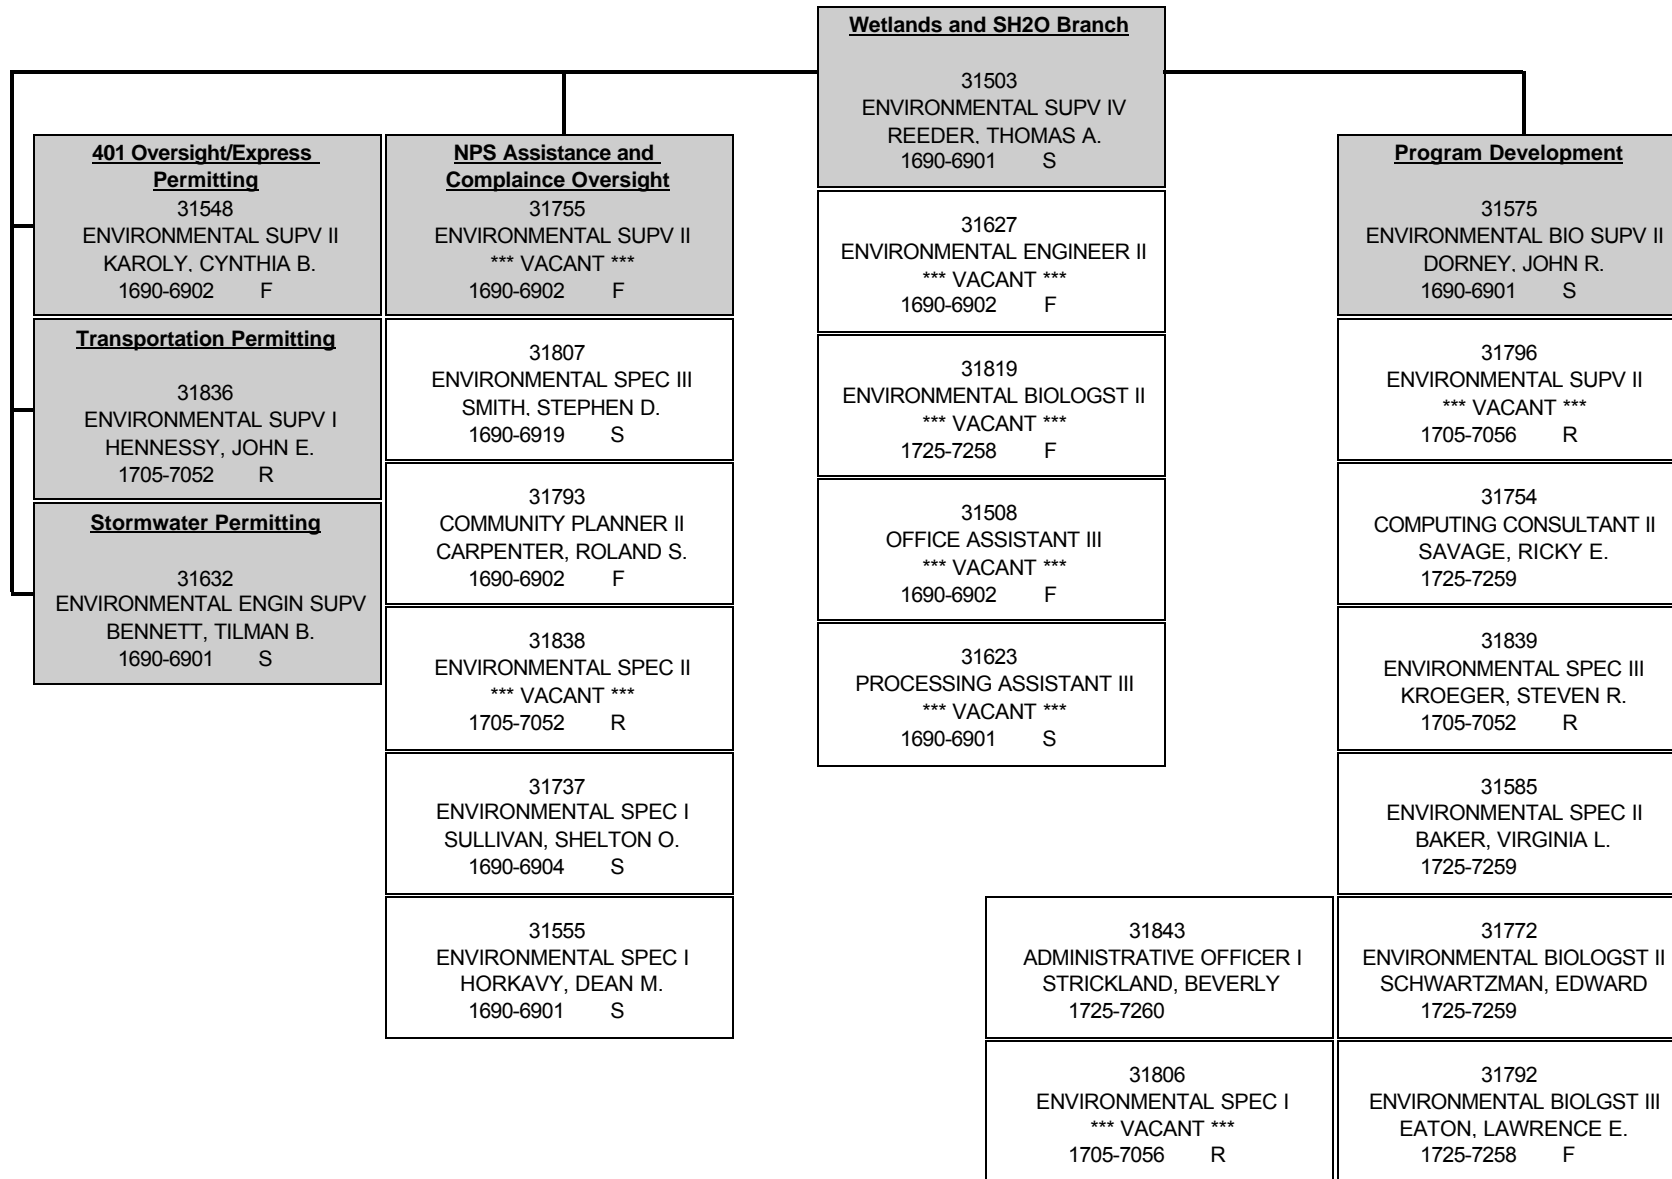 Wetlands and SH2O Branch
31503
ENVIRONMENTAL SUPV IV
REEDER, THOMAS A.
1690-6901 S
401 Oversight/Express
Permitting
31548
ENVIRONMENTAL SUPV II
KAROLY, CYNTHIA B.
1690-6902 F
Transportation Permitting
31836
ENVIRONMENTAL SUPV I
HENNESSY, JOHN E.
1705-7052 R
Stormwater Permitting
31632
ENVIRONMENTAL ENGIN SUPV
BENNETT, TILMAN B.
1690-6901 S
NPS Assistance and
Complaince Oversight
31755
ENVIRONMENTAL SUPV II
*** VACANT ***
1690-6902 F
31807
ENVIRONMENTAL SPEC III
SMITH, STEPHEN D.
1690-6919 S
31793
COMMUNITY PLANNER II
CARPENTER, ROLAND S.
1690-6902 F
31838
ENVIRONMENTAL SPEC II
*** VACANT ***
1705-7052 R
31737
ENVIRONMENTAL SPEC I
SULLIVAN, SHELTON O.
1690-6904 S
31555
ENVIRONMENTAL SPEC I
HORKAVY, DEAN M.
1690-6901 S
31627
ENVIRONMENTAL ENGINEER II
*** VACANT ***
1690-6902 F
31819
ENVIRONMENTAL BIOLOGST II
*** VACANT ***
1725-7258 F
31508
OFFICE ASSISTANT III
*** VACANT ***
1690-6902 F
31623
PROCESSING ASSISTANT III
*** VACANT ***
1690-6901 S
Program Development
31575
ENVIRONMENTAL BIO SUPV II
DORNEY, JOHN R.
1690-6901 S
31796
ENVIRONMENTAL SUPV II
*** VACANT ***
1705-7056 R
31754
COMPUTING CONSULTANT II
SAVAGE, RICKY E.
1725-7259
31839
ENVIRONMENTAL SPEC III
KROEGER, STEVEN R.
1705-7052 R
31585
ENVIRONMENTAL SPEC II
BAKER, VIRGINIA L.
1725-7259
31843
ADMINISTRATIVE OFFICER I
STRICKLAND, BEVERLY
1725-7260
31772
ENVIRONMENTAL BIOLOGST II
SCHWARTZMAN, EDWARD
1725-7259
31806
ENVIRONMENTAL SPEC I
*** VACANT ***
1705-7056 R
31792
ENVIRONMENTAL BIOLGST III
EATON, LAWRENCE E.
1725-7258 F